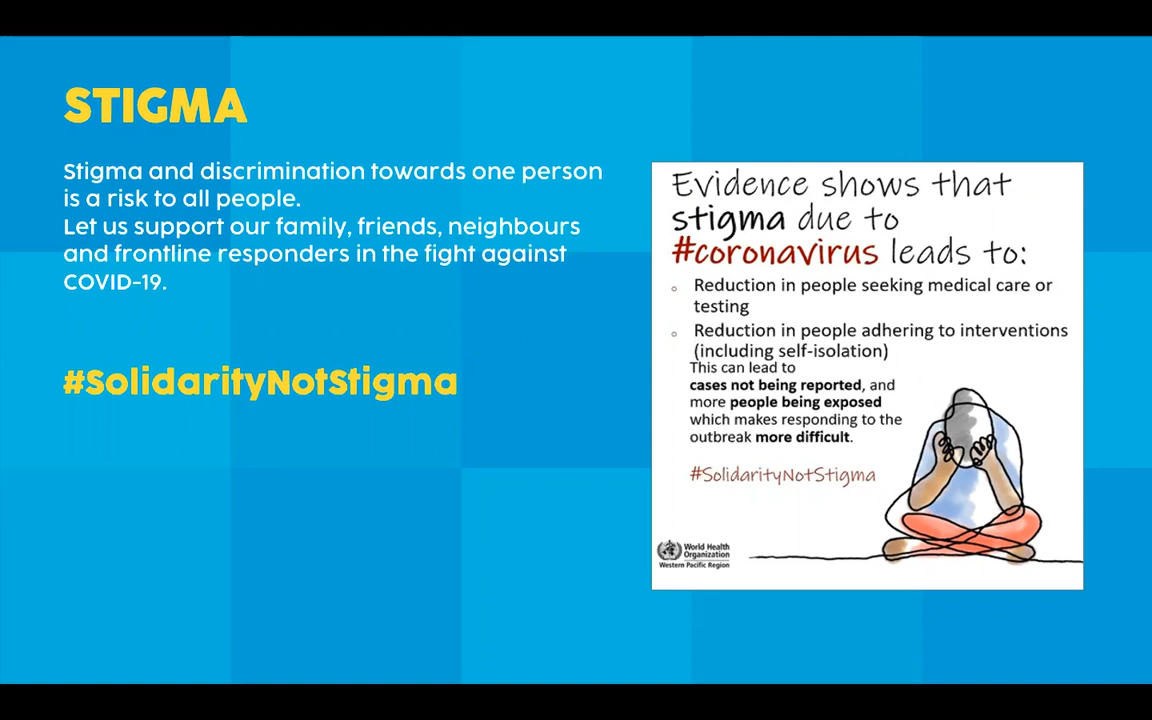 STIGMA
Stigma and discrimination towards one person
is a risk to all people.
Let us support our family, friends, neighbours
and frontline responders in the fight against
COVID-19.
#SolidarityNotStigma
Evidence shows that
stigma due to
#coronavirus leads to:
Reduction in people seeking medical care or
testing
Reduction in people adhering to interventions
(including self-isolation)
This can lead to
cases not being reported, and
more people being exposed
which makes responding to the
outbreak more difficult.
#SolidarityNotStigma
World Health
Organization
Western Pacific Region